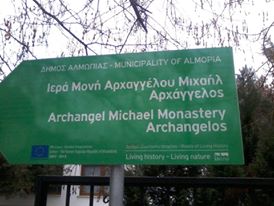 ΔΗΜΟΣ ΑΛΜΩΠΙΑΣ - MUNICIPALITY OF ALMOPIA
Ιερά Μονή Αρχαγγέλου Μιχαήλ
Αρχάγγελος
Archangel Michael Monastery
Archangelos
Living history - Living nature